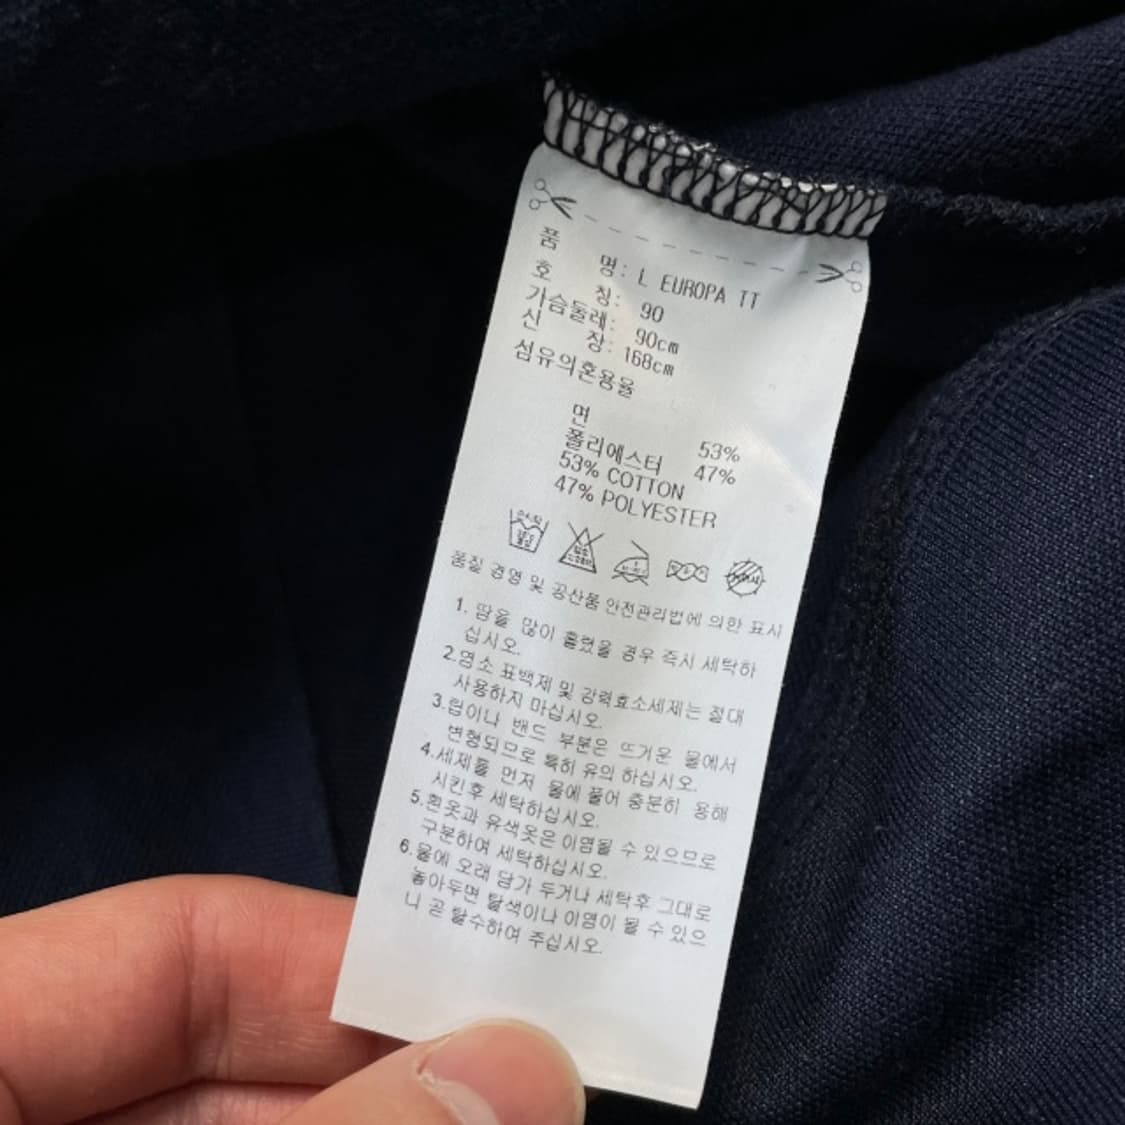 품 명: L EUROPA TT
호 칭: 90
가슴둘레: 90cm
신 장: 168cm
섬유의혼용율
면 53%
폴리에스터 47%
53% COTTON
47% POLYESTER
품질 경영 및 공산품 안전관리법에 의한 표시
1. 땀을 많이 흘렸을 경우 즉시 세탁하
십시오.
2.염소 표백제 및 강력효소세제는 절대
사용하지 마십시오.
3.립이나 밴드 부분은 뜨거운 물에서
변형되므로 특히 유의 하십시오.
4.세제를 먼저 물에 풀어 충분히 용해
시킨후 세탁하십시오.
5.흰옷과 유색옷은 이염될 수 있으므로
구분하여 세탁하십시오.
6.물에 오래 담가 두거나 세탁후 그대로
놓아두면 탈색이나 이염이 될 수 있으
니 곧 탈수하여 주십시오.